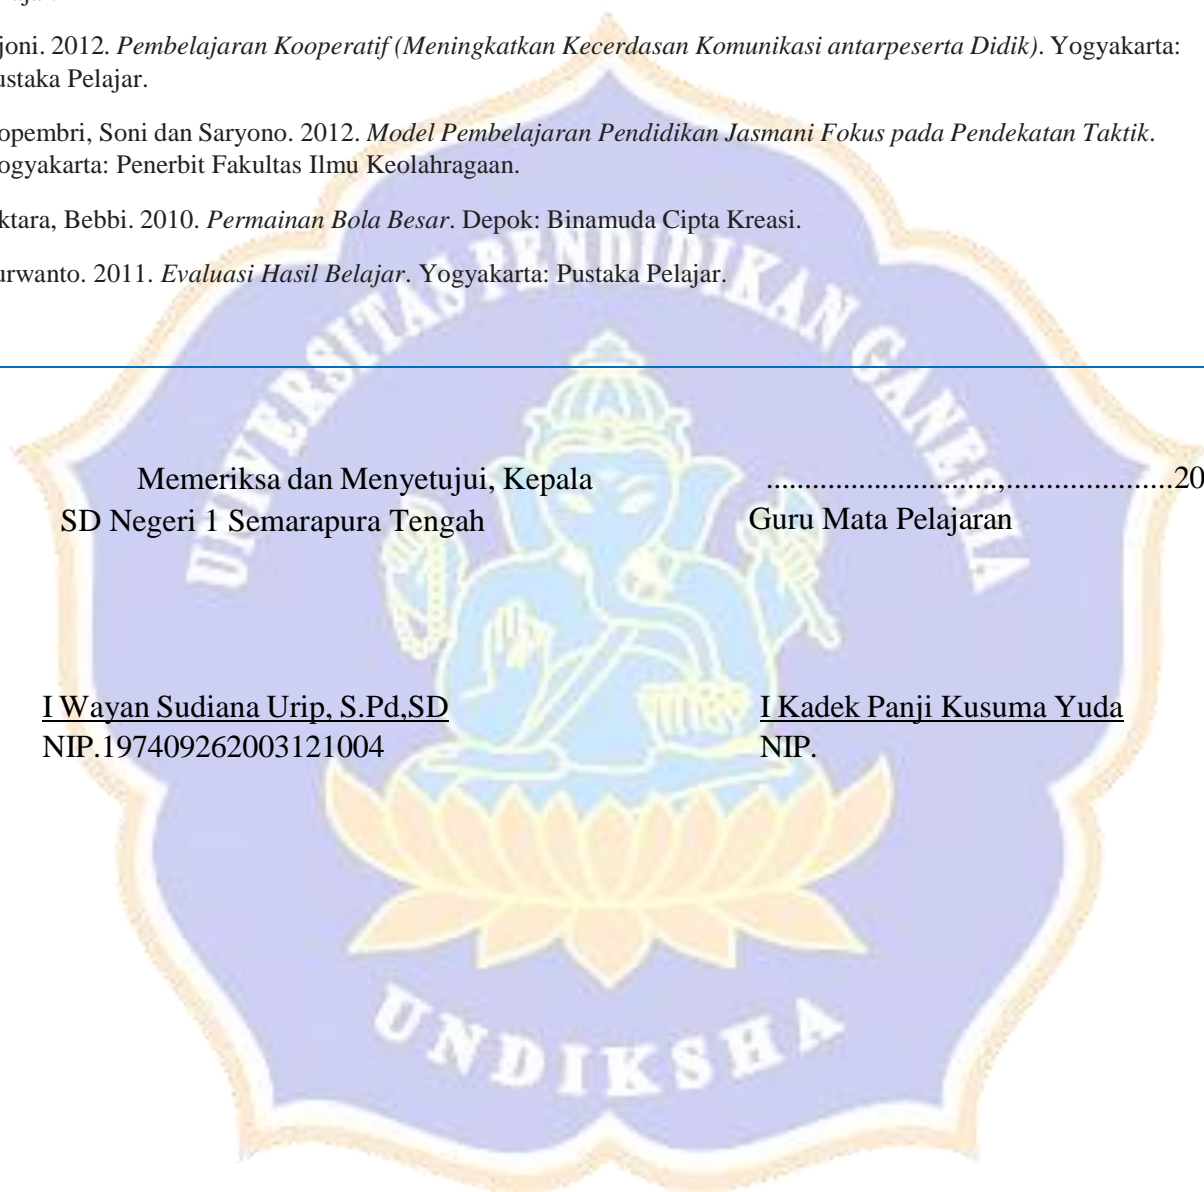 joni. 2012. Pembelajaran Kooperatif (Meningkatkan Kecerdasan Komunikasi antarpeserta Didik). Yogyakarta:
ustaka Pelajar.
opembri, Soni dan Saryono. 2012. Model Pembelajaran Pendidikan Jasmani Fokus pada Pendekatan Taktik.
ogyakarta: Penerbit Fakultas Ilmu Keolahragaan.
ktara, Bebbi. 2010. Permainan Bola Besar. Depok: Binamuda Cipta Kreasi.
urwanto. 2011. Evaluasi Hasil Belajar. Yogyakarta: Pustaka Pelajar.
UNIVERSITAS PENDIDIKAN GANESHA
Memeriksa dan Menyetujui, Kepala
SD Negeri 1 Semarapura Tengah
..............................,.....................20
Guru Mata Pelajaran
I Wayan Sudiana Urip, S.Pd,SD
NIP.197409262003121004
I Kadek Panji Kusuma Yuda
NIP.
UNDIKSHA